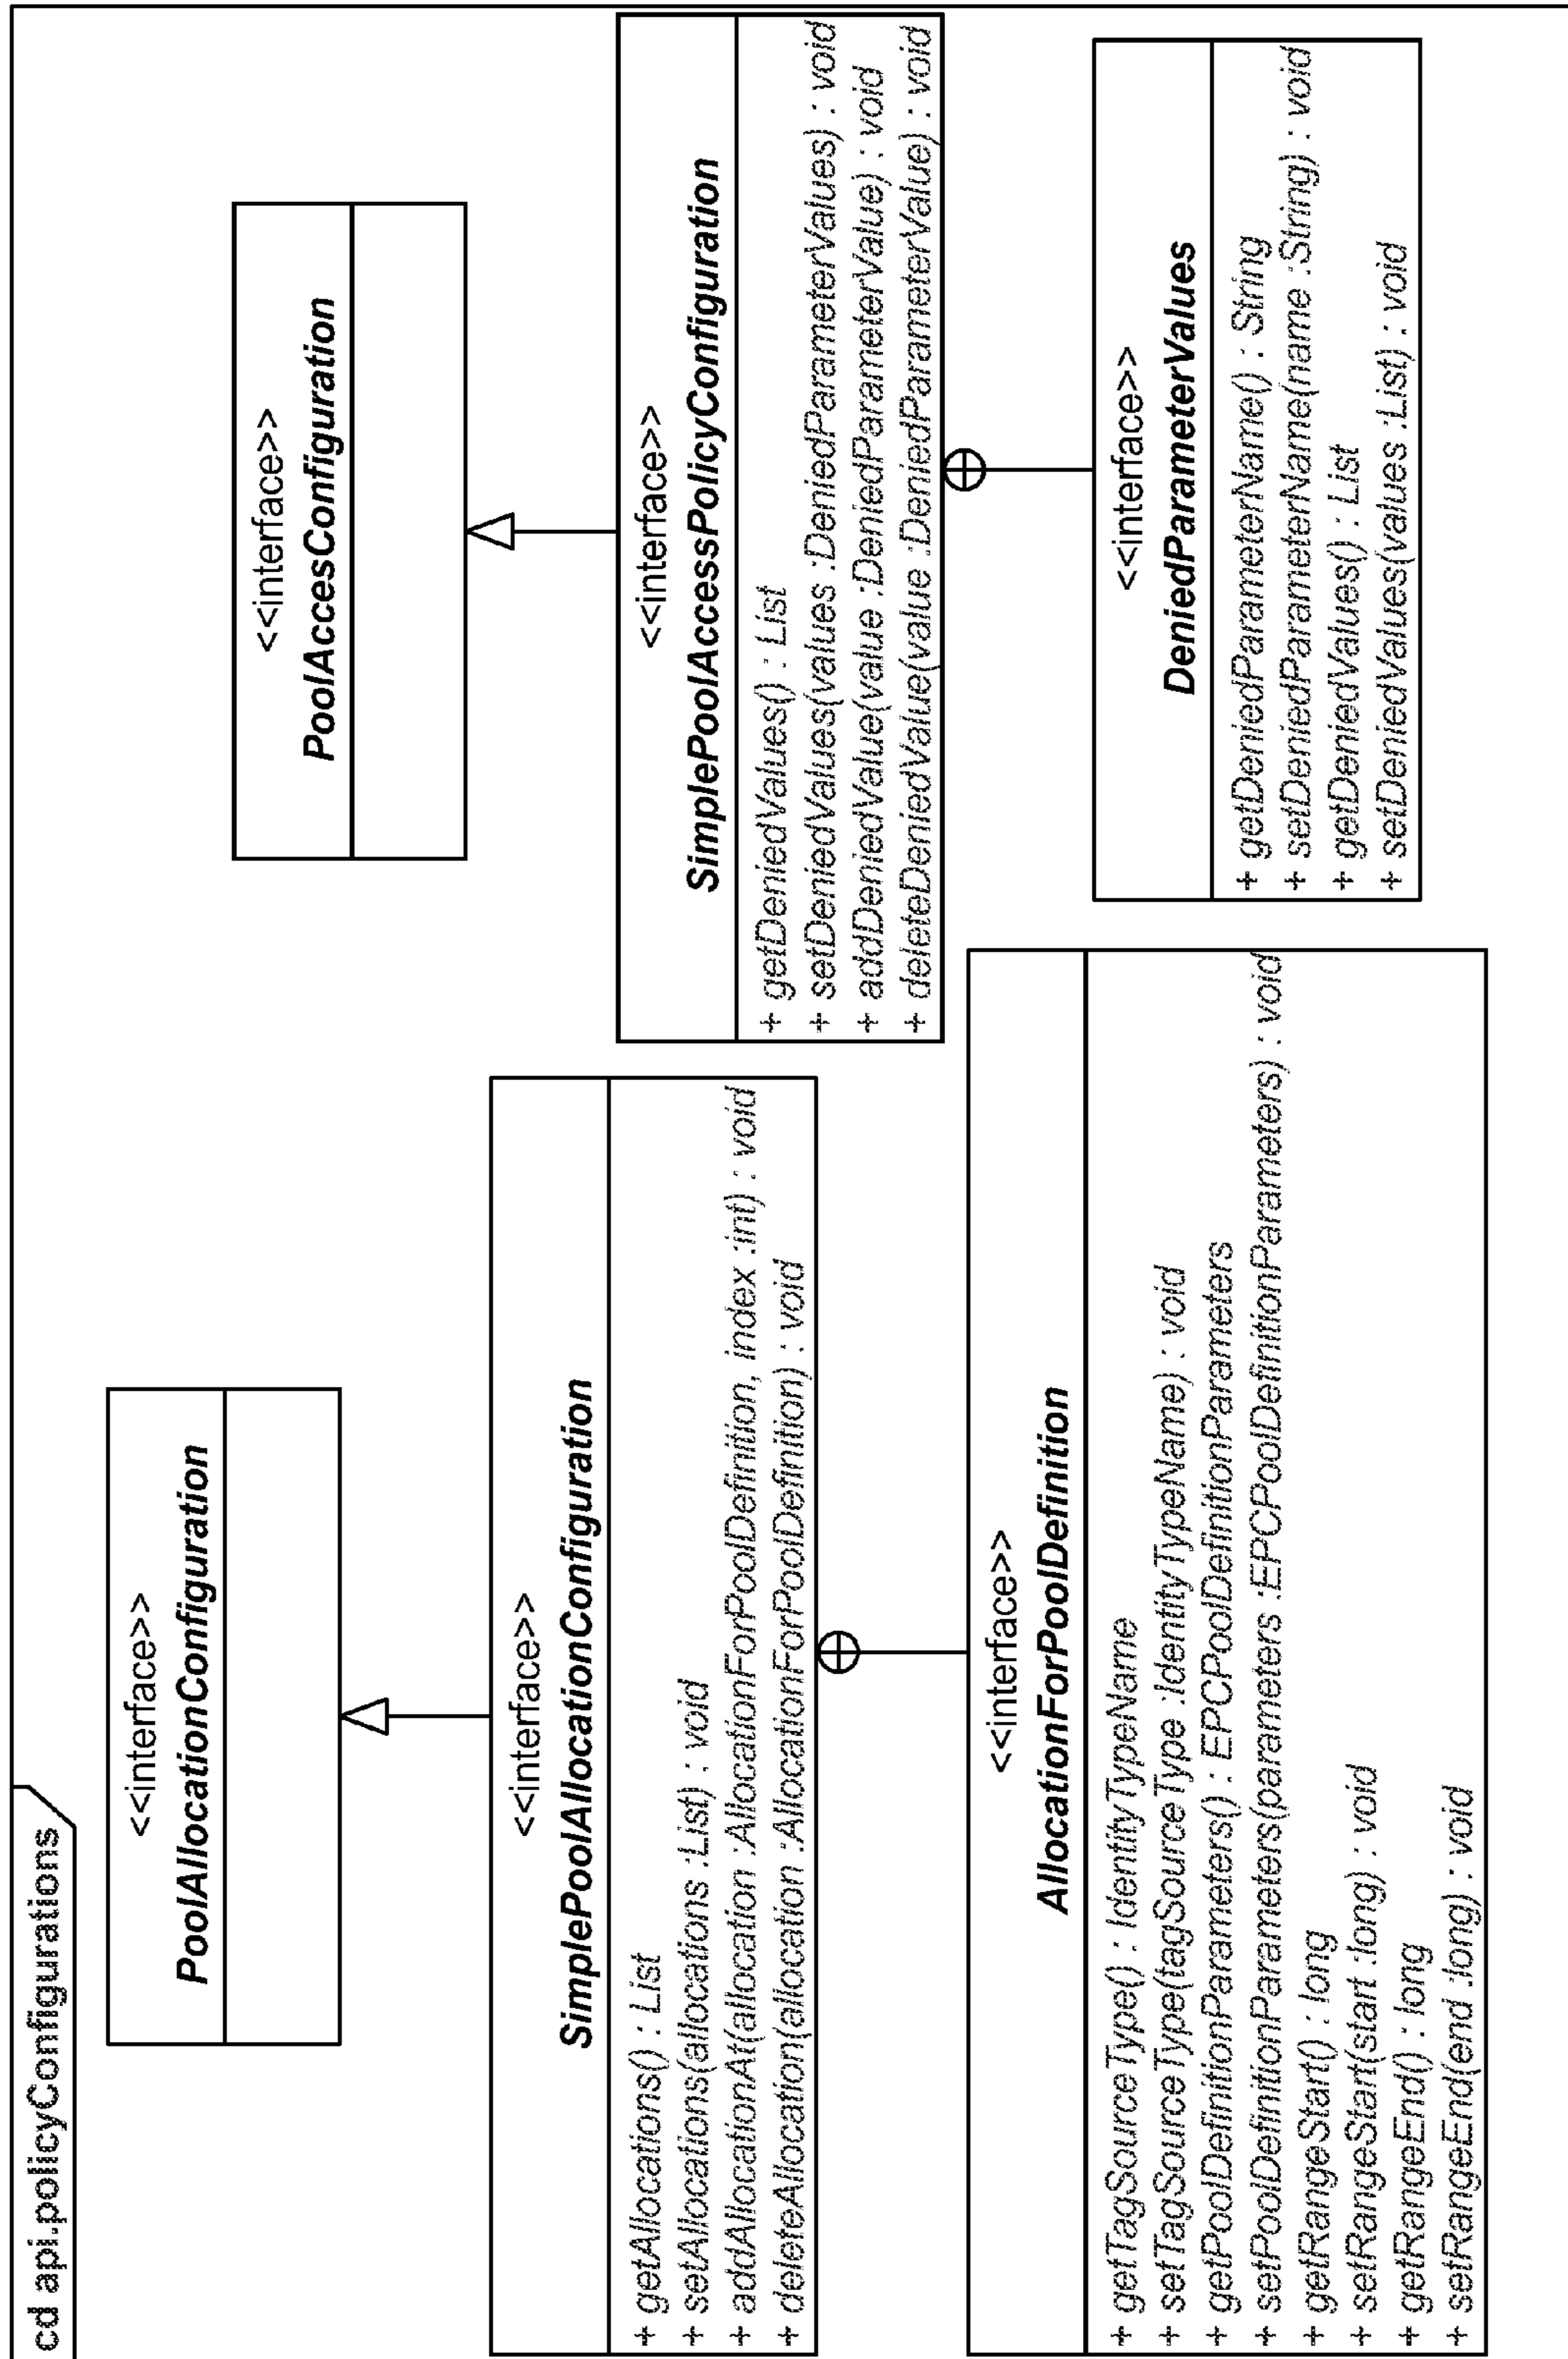 cd api.policyConfigurations
<<interface>>
PoolAllocationConfiguration
<<interface>>
PoolAccesConfiguration
<<interface>>
SimplePoolAllocationConfiguration
+ getAllocations() : List
+ setAllocations(allocations :List) : void
+ addAllocationAt(allocation :AllocationForPoolDefinition, index :int) : void
+ deleteAllocation(allocation :AllocationForPoolDefinition) : void
<<interface>>
SimplePoolAccessPolicyConfiguration
+ getDeniedValues() : List
+ setDeniedValues(values :DeniedParameterValues) : void
+ addDeniedValue(value :DeniedParameterValue) : void
+ deleteDeniedValue(value :DeniedParameterValue) : void
<<interface>>
AllocationForPoolDefinition
+ getTagSourceType() : IdentityTypeName
+ setTagSourceType(tagSourceType :IdentityTypeName) : void
+ getPoolDefinitionParameters() : EPCPoolDefinitionParameters
+ setPoolDefinitionParameters(parameters :EPCPoolDefinitionParameters) : void
+ getRangeStart() : long
+ setRangeStart(start :long) : void
+ getRangeEnd() : long
+ setRangeEnd(end :long) : void
<<interface>>
DeniedParameterValues
+ getDeniedParameterName() : String
+ setDeniedParameterName(name :String) : void
+ getDeniedValues() : List
+ setDeniedValues(values :List) : void